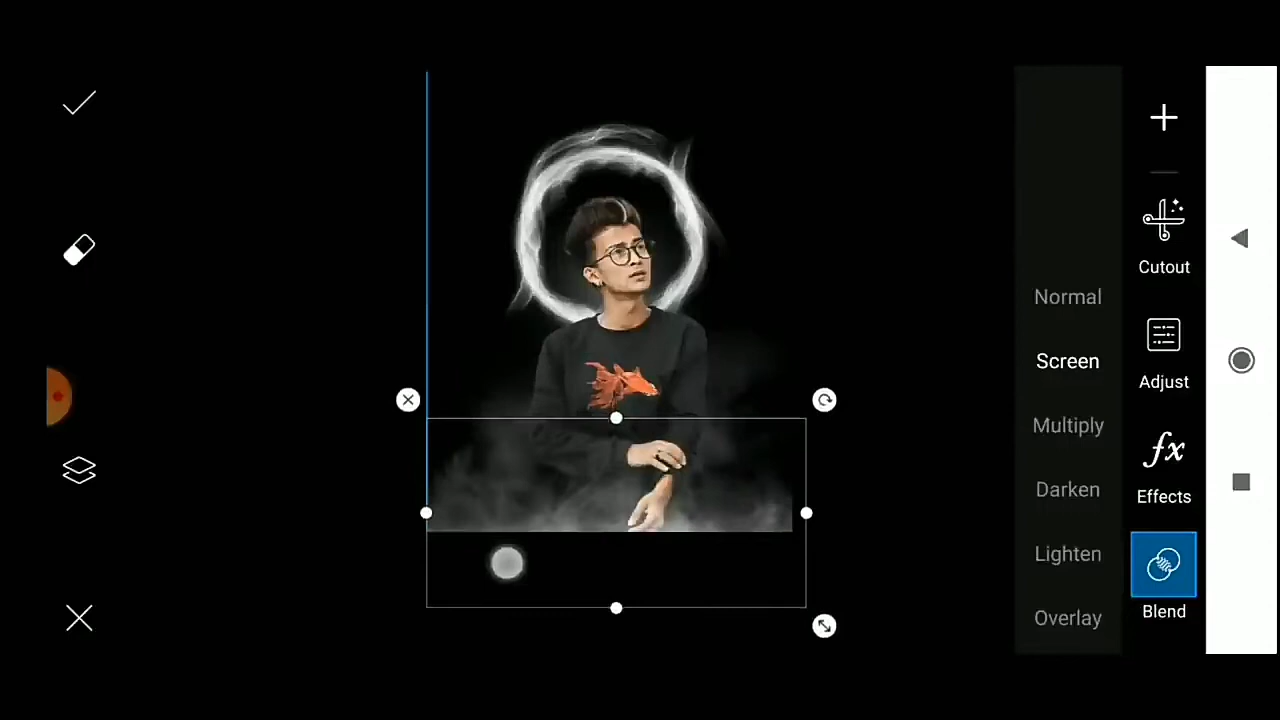 Normal
Screen
Multiply
Darken
Lighten
Overlay
Cutout
Adjust
fx
Effects
Blend